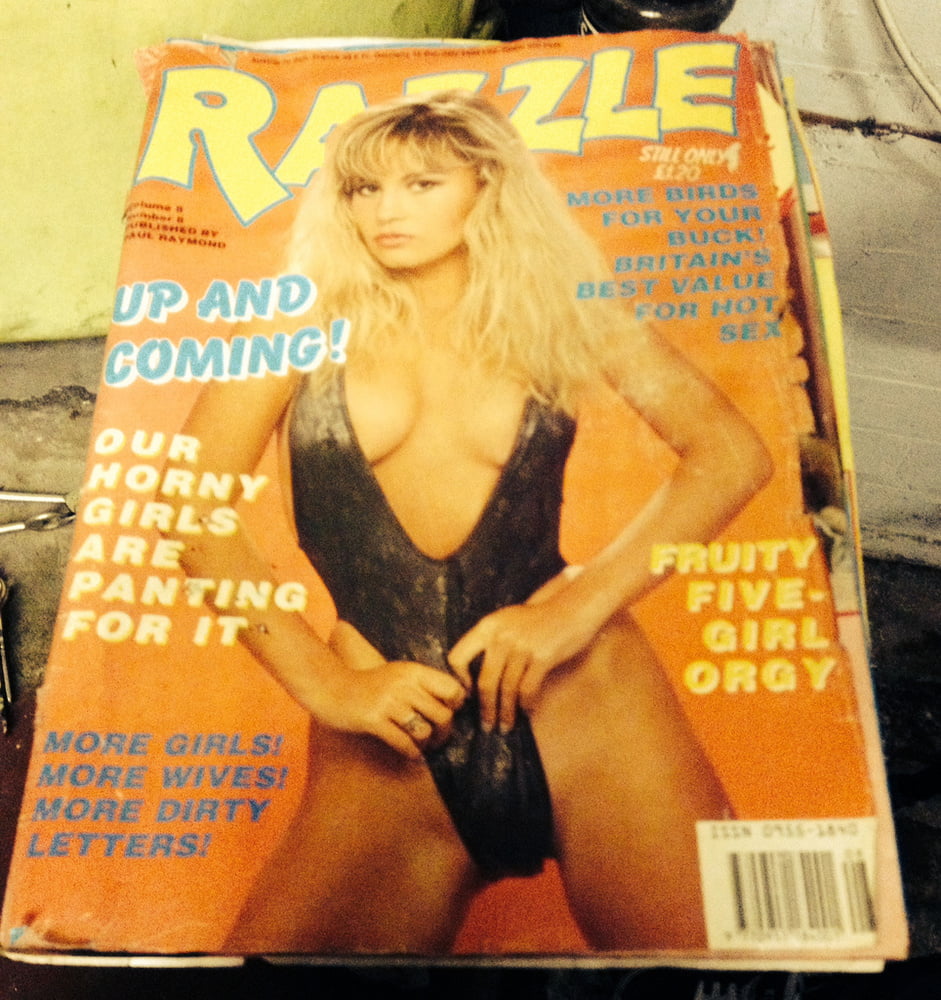 RAZZLE
STILL ONLY
£1.20
Volume 8
Number 8
PUBLISHED BY
PAUL RAYMOND
MORE BIRDS
FOR YOUR
BUCK!
BRITAIN'S
BEST VALUE
FOR HOT
SEX
UP AND
COMING!
OUR
HORNY
GIRLS
ARE
PANTING
FOR IT
FRUITY
FIVE-
GIRL
ORGY
MORE GIRLS!
MORE WIVES!
MORE DIRTY
LETTERS!
ISSN 0955-1840